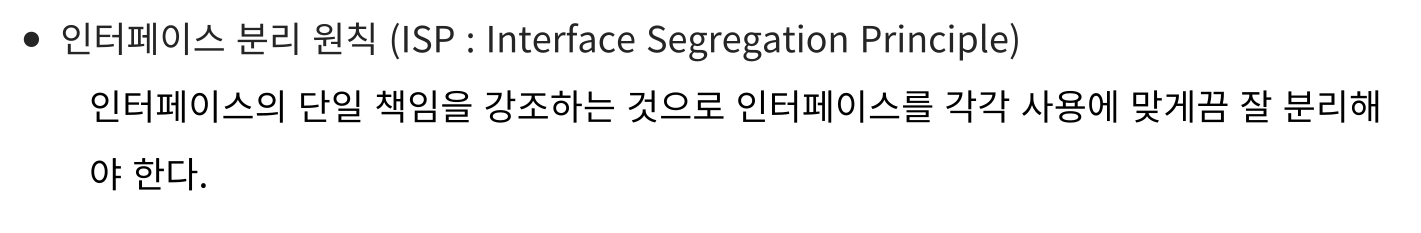 • 인터페이스 분리 원칙 (ISP : Interface Segregation Principle)
인터페이스의 단일 책임을 강조하는 것으로 인터페이스를 각각 사용에 맞게끔 잘 분리해
야 한다.